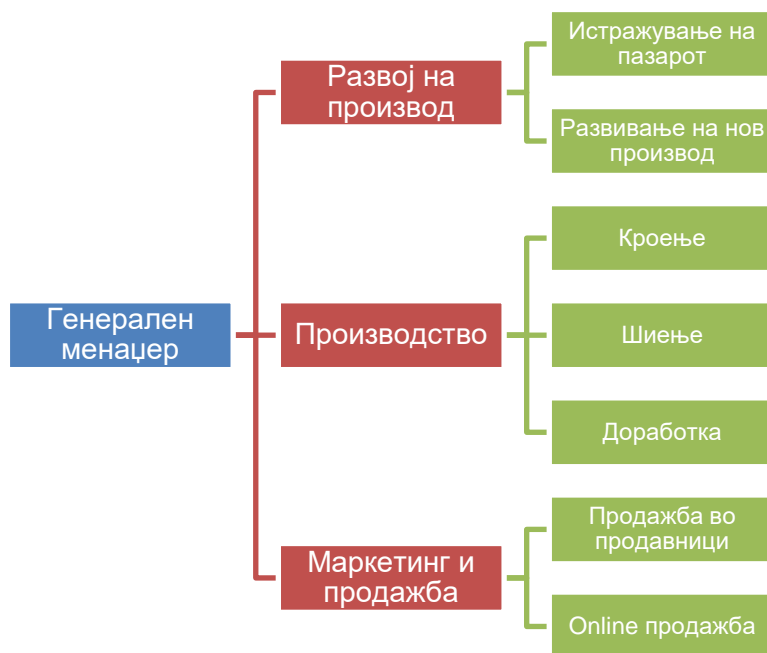 Генерален
менаџер
Развој на
производ
Истражување на
пазарот
Развивање на нов
производ
Производство
Кроење
Шиење
Доработка
Маркетинг и
продажба
Продажба во
продавници
Online продажба